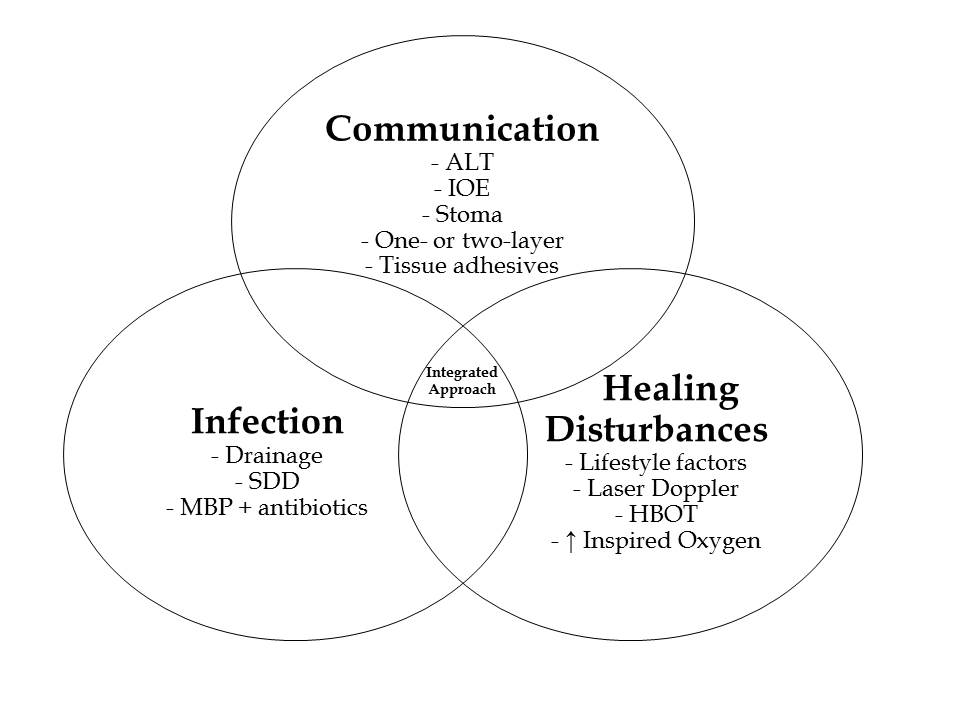 Communication
- ALT
- IOE
- Stoma
- One- or two-layer
- Tissue adhesives
Integrated
Approach
Infection
- Drainage
- SDD
- MBP + antibiotics
Healing
Disturbances
- Lifestyle factors
- Laser Doppler
- HBOT
- ↑ Inspired Oxygen